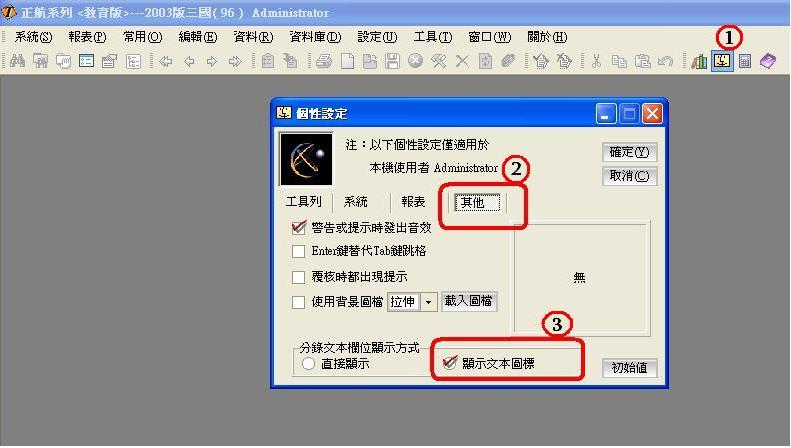 正航系列 <教育版>---2003版三國( 96 )  Administrator
系統(S) 報表(P) 常用(O) 編輯(E) 資料(R) 資料庫(D) 設定(U) 工具(T) 窗口(W) 關於(H)
1
個性設定
注：以下個性設定僅適用於
本機使用者 Administrator
確定(Y)
取消(C)
2
工具列 系統 報表 其他
警告或提示時發出音效
Enter鍵替代Tab鍵跳格
覆核時都出現提示
使用背景圖檔 拉伸 載入圖檔
無
3
分錄文本欄位顯示方式
直接顯示 顯示文本圖標
初始值